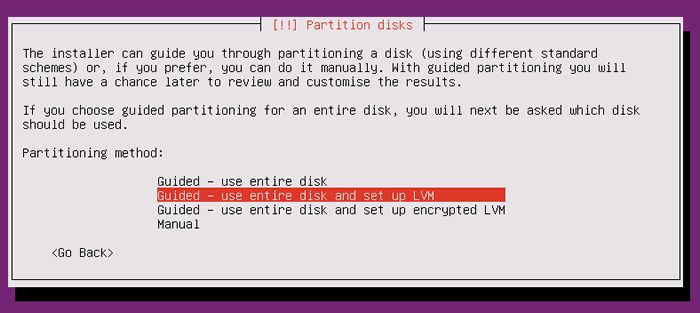 [!!] Partition disks
The installer can guide you through partitioning a disk (using different standard
schemes) or, if you prefer, you can do it manually. With guided partitioning you will
still have a chance later to review and customise the results.
If you choose guided partitioning for an entire disk, you will next be asked which disk
should be used.
Partitioning method:
Guided - use entire disk
Guided - use entire disk and set up LVM
Guided - use entire disk and set up encrypted LVM
Manual
<Go Back>